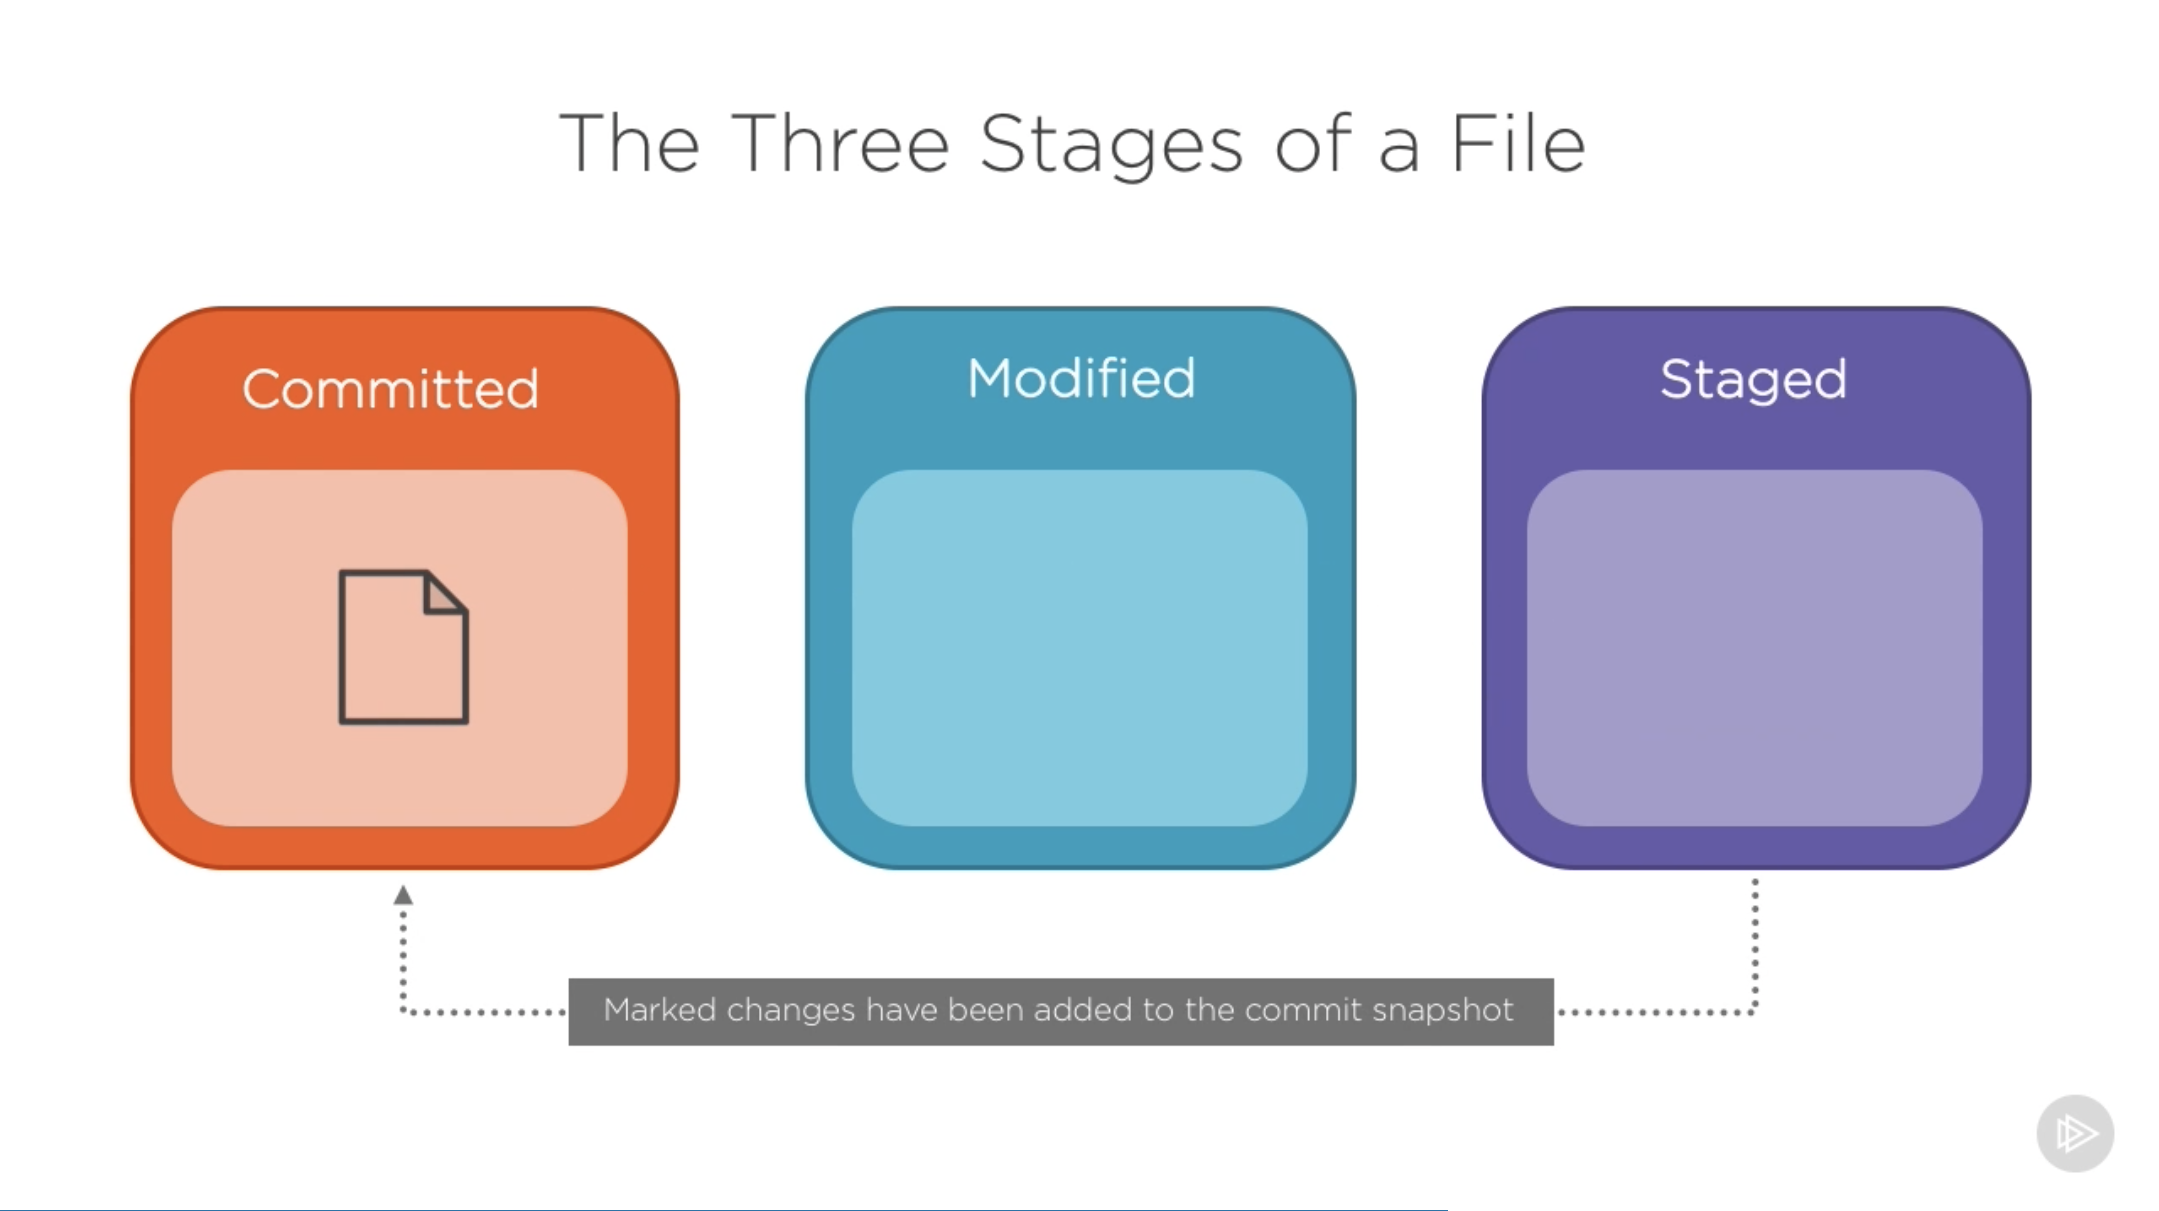 The Three Stages of a File
Committed
Modified
Staged
Marked changes have been added to the commit snapshot